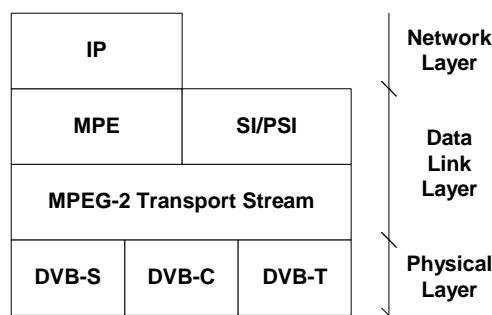 IP
Network
Layer
MPE
SI/PSI
Data
Link
Layer
MPEG-2 Transport Stream
DVB-S
DVB-C
DVB-T
Physical
Layer